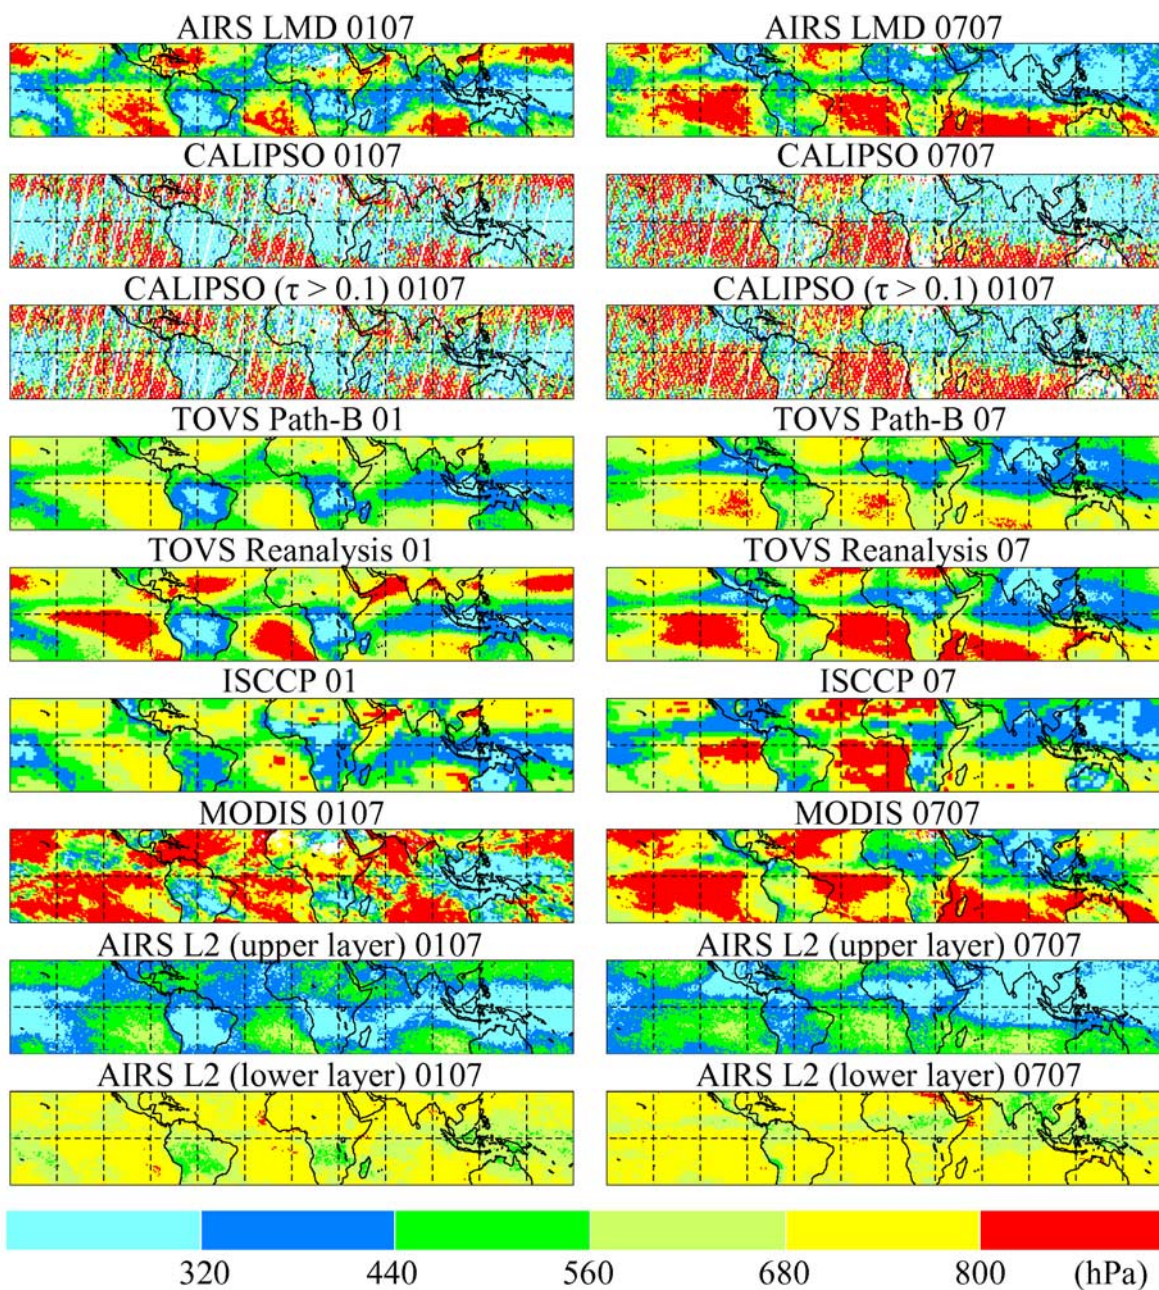 AIRS LMD 0107
AIRS LMD 0707
CALIPSO 0107
CALIPSO 0707
CALIPSO (τ > 0.1) 0107
CALIPSO (τ > 0.1) 0107
TOVS Path-B 01
TOVS Path-B 07
TOVS Reanalysis 01
TOVS Reanalysis 07
ISCCP 01
ISCCP 07
MODIS 0107
MODIS 0707
AIRS L2 (upper layer) 0107
AIRS L2 (upper layer) 0707
AIRS L2 (lower layer) 0107
AIRS L2 (lower layer) 0707
320 440 560 680 800 (hPa)